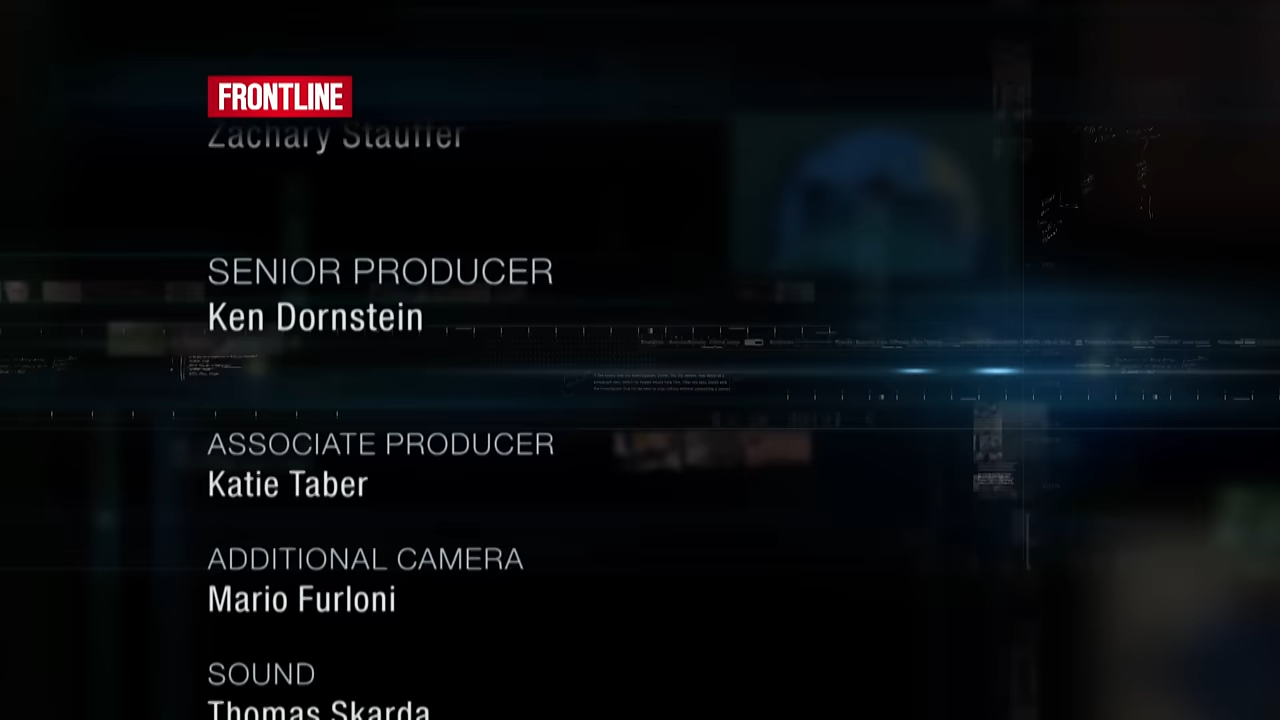 FRONTLINE
Zachary Stauffer
SENIOR PRODUCER
Ken Dornstein
ASSOCIATE PRODUCER
Katie Taber
ADDITIONAL CAMERA
Mario Furloni
SOUND
Thomas Skarda